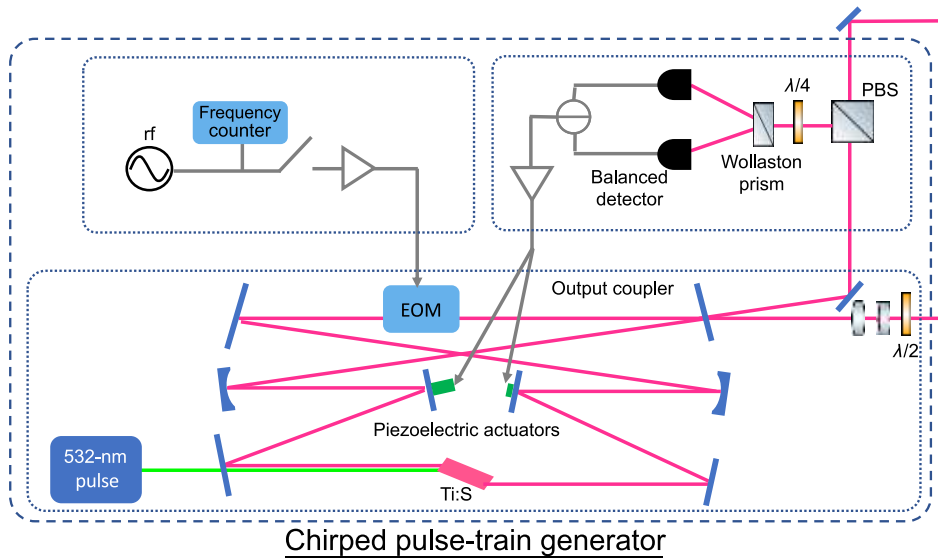 rf
Frequency
counter
Balanced
detector
Wollaston
prism
λ/4
PBS
EOM
Output coupler
λ/2
Piezoelectric actuators
532-nm
pulse
Ti:S
Chirped pulse-train generator